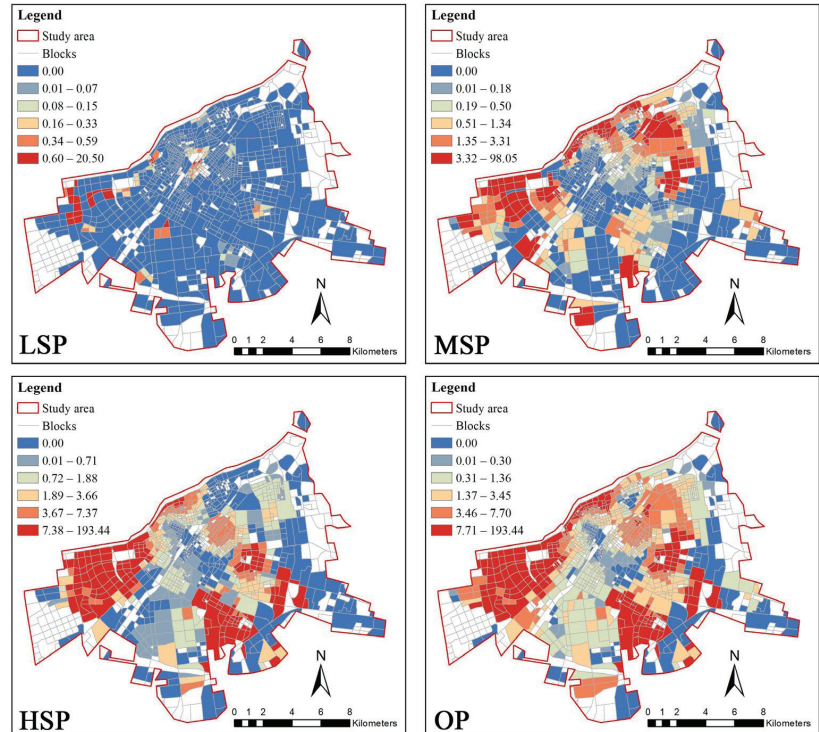 Legend
Study area
Blocks
0.00
0.01 – 0.07
0.08 – 0.15
0.16 – 0.33
0.34 – 0.59
0.60 – 20.50
N
0 1 2 4 6 8
Kilometers
LSP
Legend
Study area
Blocks
0.00
0.01 – 0.18
0.19 – 0.50
0.51 – 1.34
1.35 – 3.31
3.32 – 98.05
N
0 1 2 4 6 8
Kilometers
MSP
Legend
Study area
Blocks
0.00
0.01 – 0.71
0.72 – 1.88
1.89 – 3.66
3.67 – 7.37
7.38 – 193.44
N
0 1 2 4 6 8
Kilometers
HSP
Legend
Study area
Blocks
0.00
0.01 – 0.30
0.31 – 1.36
1.37 – 3.45
3.46 – 7.70
7.71 – 193.44
N
0 1 2 4 6 8
Kilometers
OP